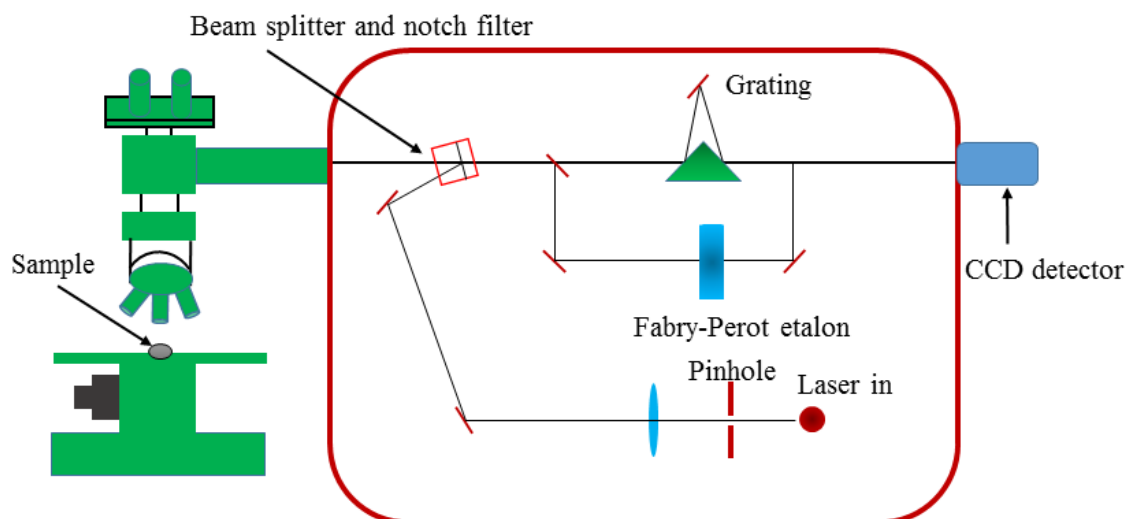 Beam splitter and notch filter
Grating
Sample
CCD detector
Fabry-Perot etalon
Pinhole
Laser in